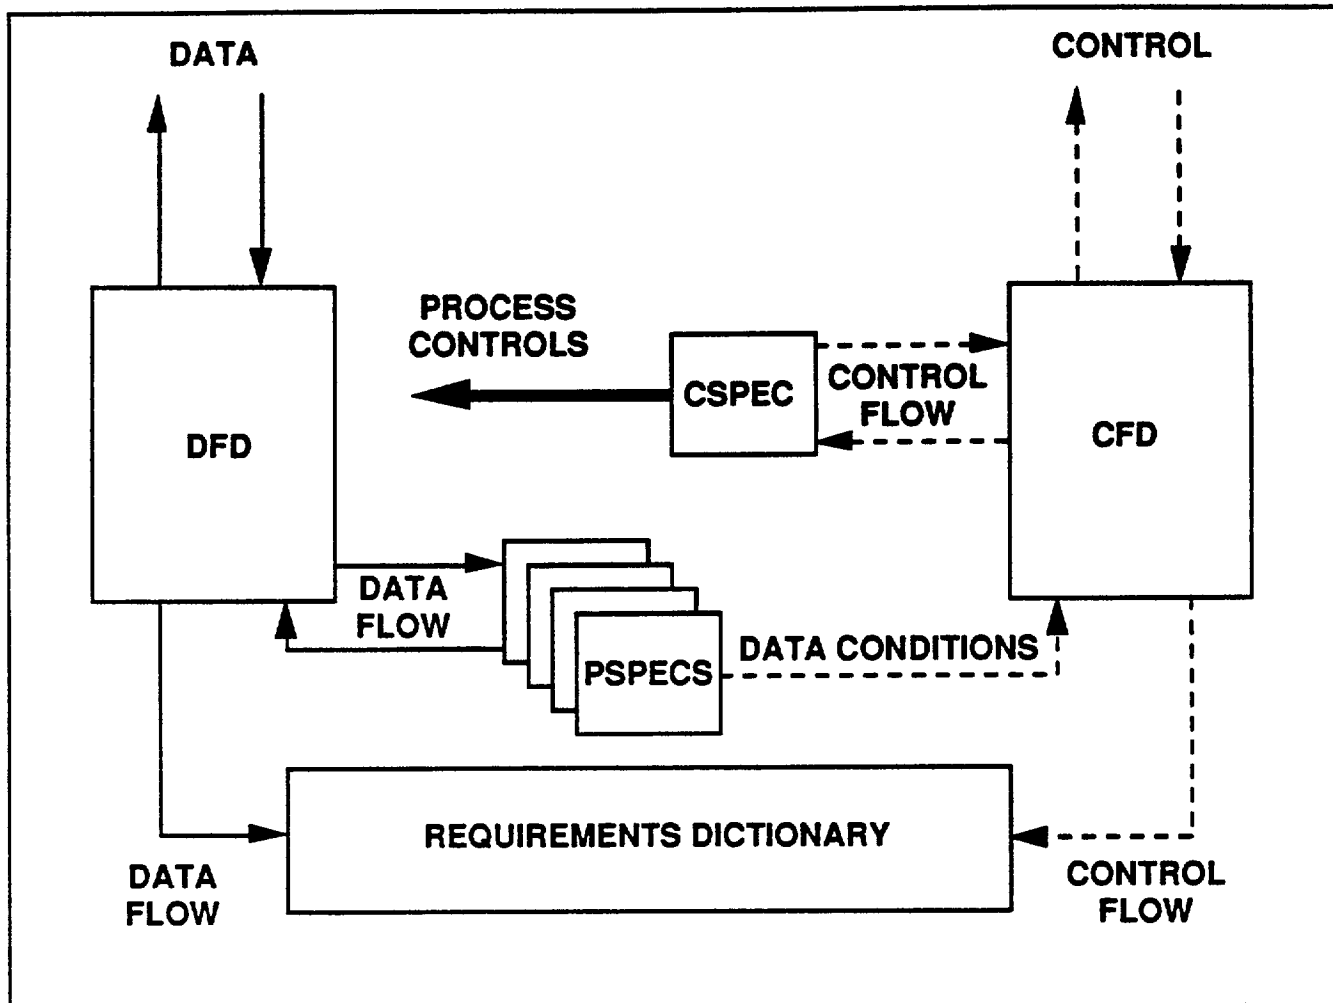 DATA
CONTROL
PROCESS
CONTROLS
CSPEC
CONTROL
FLOW
DFD
CFD
DATA
FLOW
DATA CONDITIONS
PSPECS
REQUIREMENTS DICTIONARY
DATA
FLOW
CONTROL
FLOW